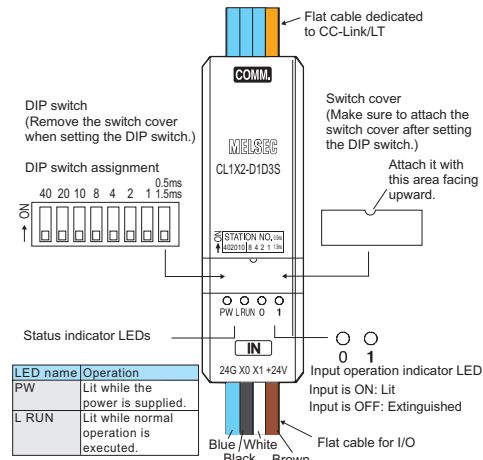 Flat cable dedicated
to CC-Link/LT
COMM.
DIP switch
(Remove the switch cover
when setting the DIP switch.)
Switch cover
(Make sure to attach the
switch cover after setting
the DIP switch.)
MELSEC
CL1X2-D1D3S
DIP switch assignment
Attach it with
this area facing
upward.
0.5ms
40 20 10 8 4 2 1 1.5ms
ON
ON
STATION NO. 0.5ms
402010 8 4 2 1 1.5ms
PW L RUN 0 1
Status indicator LEDs
IN
0 1
24G X0 X1 +24V
Input operation indicator LED
Input is ON: Lit
Input is OFF: Extinguished
LED name Operation
PW Lit while the
power is supplied.
L RUN Lit while normal
operation is
executed.
Blue White
Black Brown
Flat cable for I/O